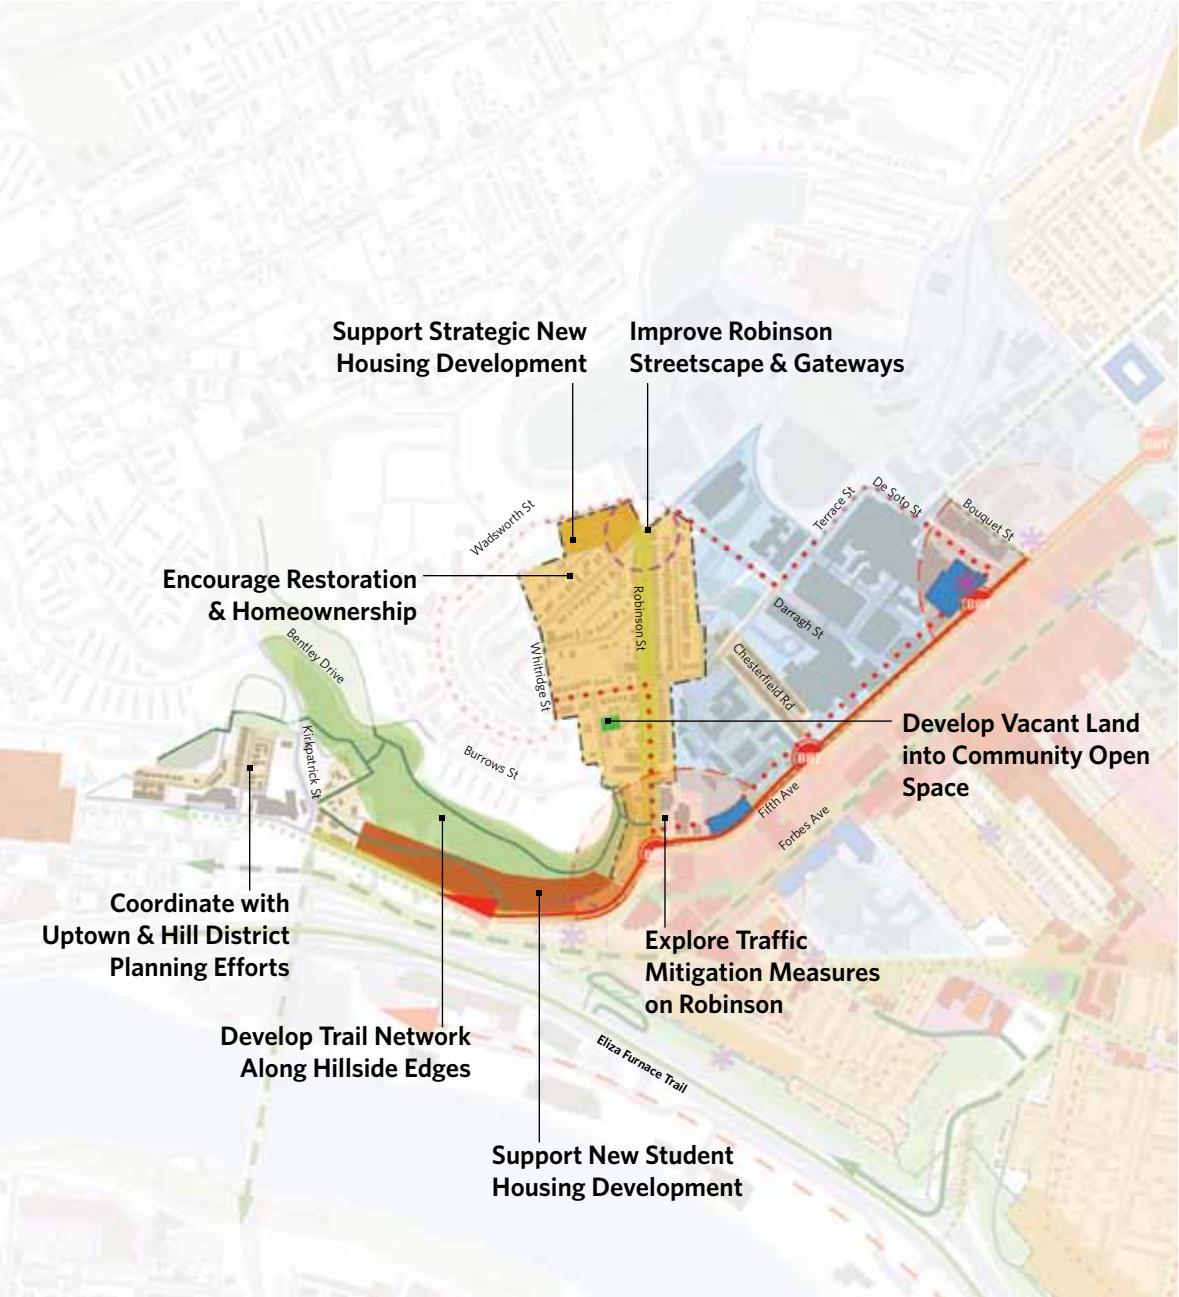 Support Strategic New
Housing Development
Improve Robinson
Streetscape & Gateways
Wadsworth St
Terrace St
De Soto St
Bouquet St
Encourage Restoration
& Homeownership
Robinson St
Darragh St
Bentley Drive
Whitridge St
Chesterfield Rd
Develop Vacant Land
into Community Open
Space
Kirkpatrick St
Burrows St
BRT
BRT
BRT
Fifth Ave
Forbes Ave
Coordinate with
Uptown & Hill District
Planning Efforts
Explore Traffic
Mitigation Measures
on Robinson
Develop Trail Network
Along Hillside Edges
Eliza Furnace Trail
Support New Student
Housing Development